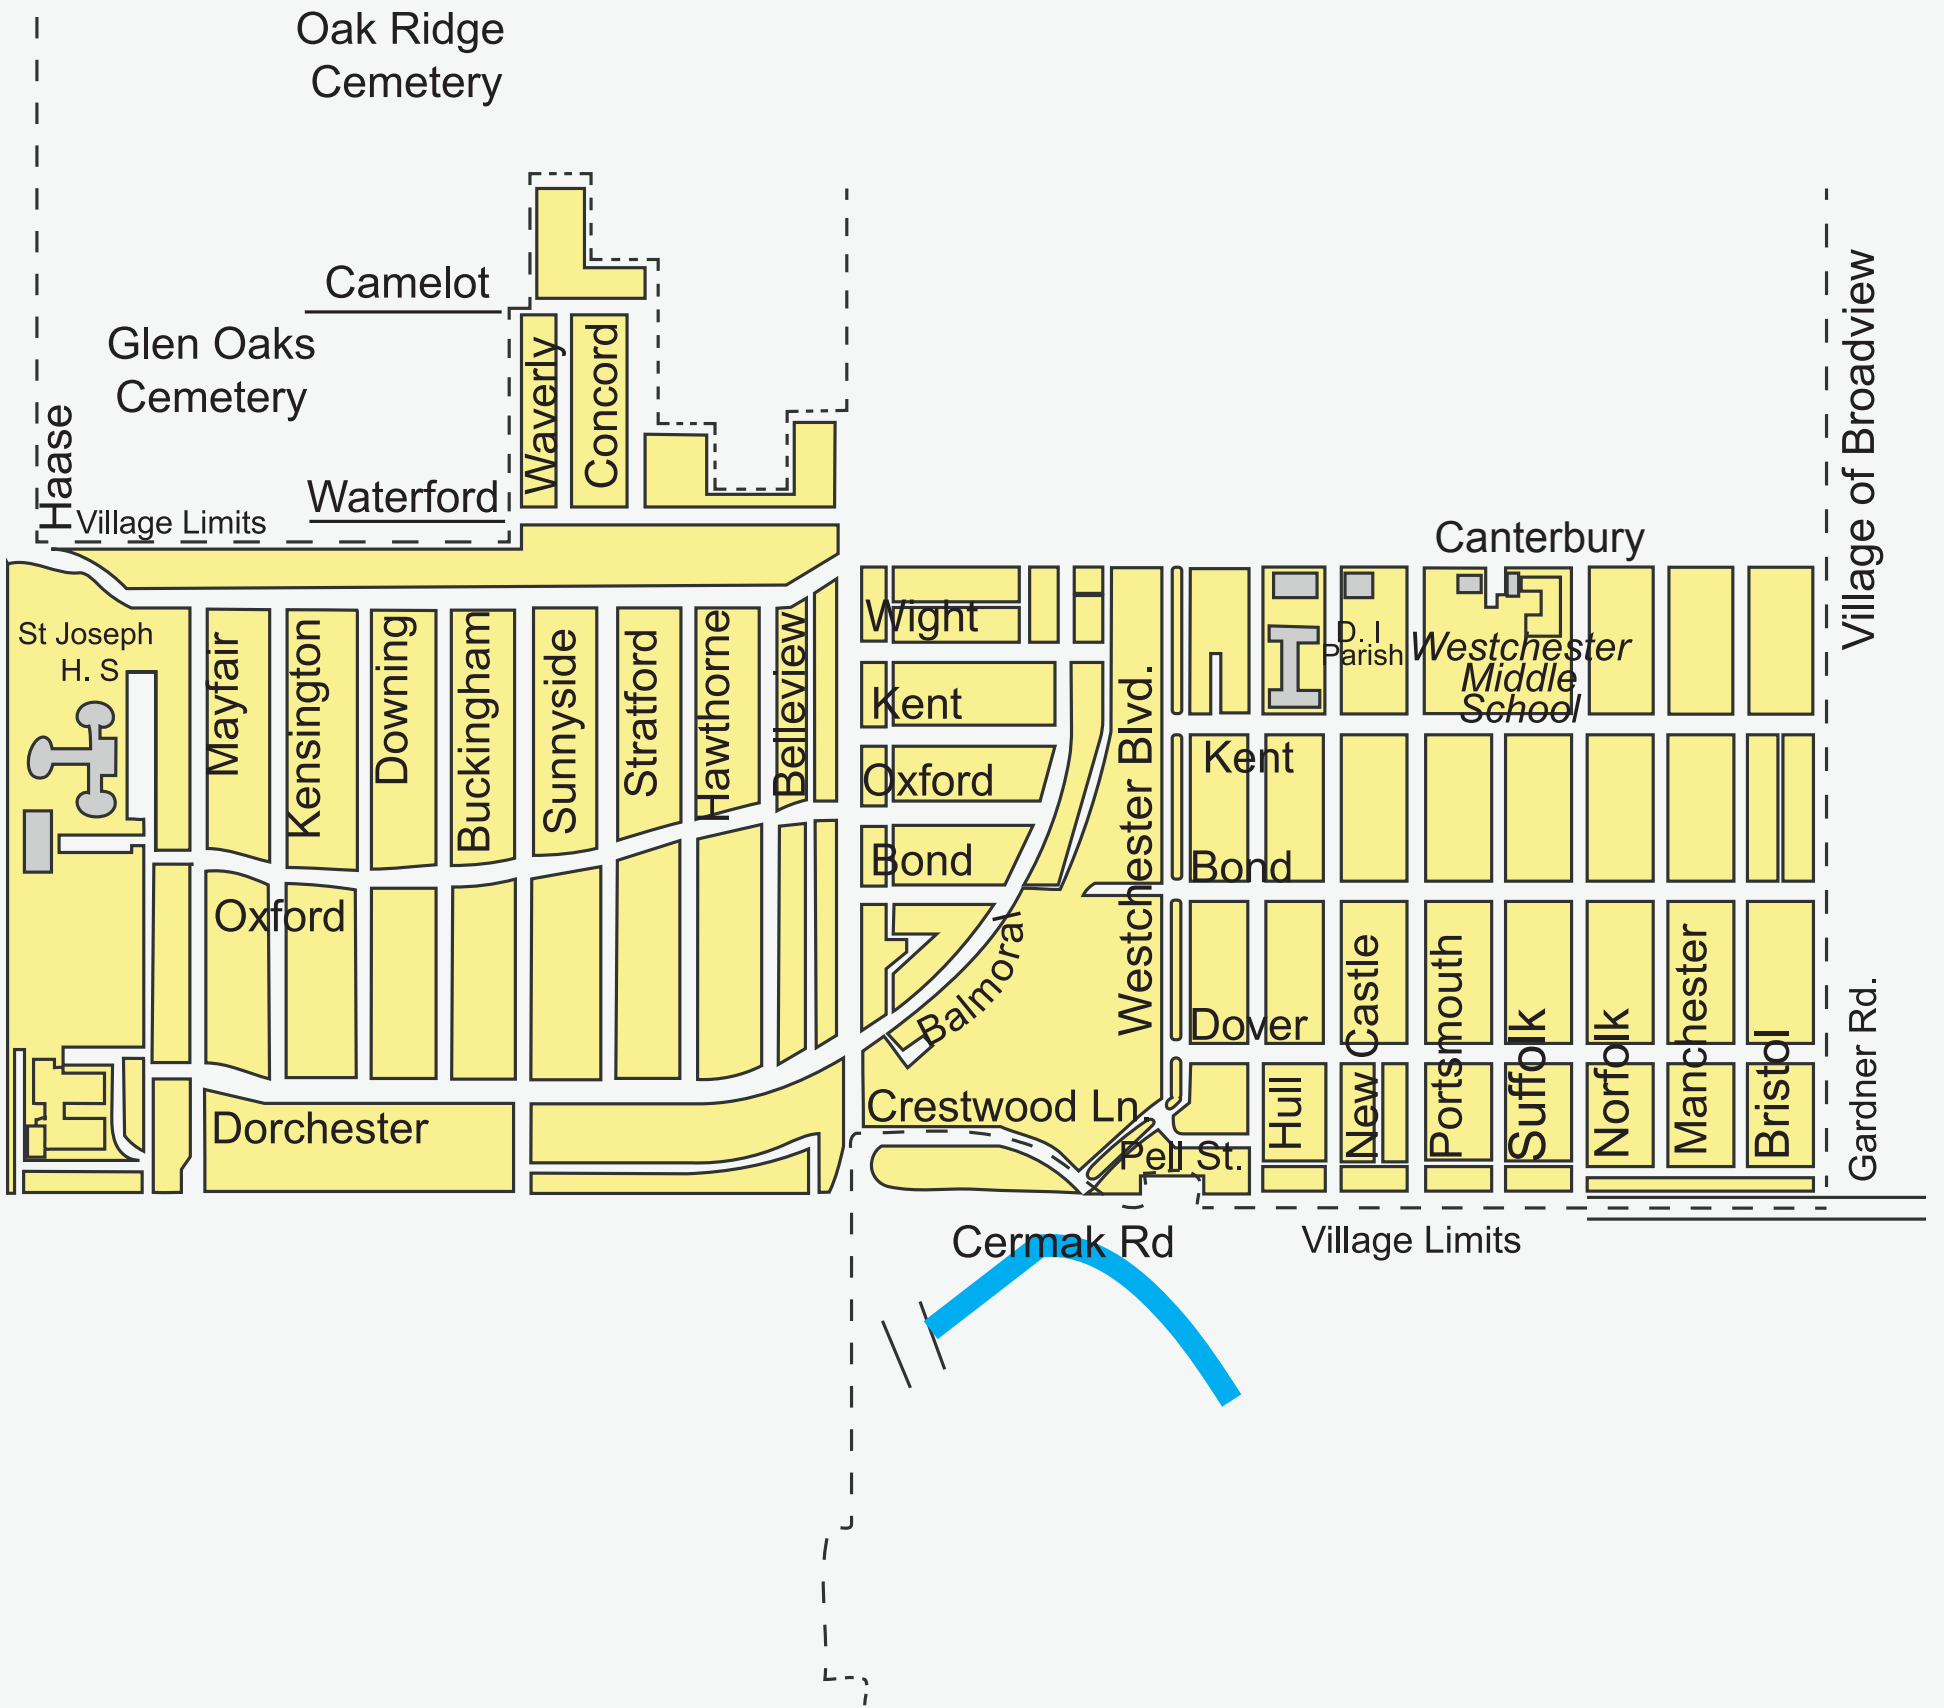 Oak Ridge
Cemetery
Camelot
Glen Oaks
Cemetery
Haase
Waverly
Concord
Waterford
Village Limits
Village of Broadview
Canterbury
St Joseph
H. S
Mayfair
Kensington
Downing
Buckingham
Sunnyside
Stratford
Hawthorne
Belleview
Wight
Kent
Oxford
Bond
Westchester Blvd.
D. I
Parish
Westchester
Middle
School
Kent
Bond
Oxford
Balmoral
Dover
New Castle
Portsmouth
Suffolk
Norfolk
Manchester
Bristol
Hull
Gardner Rd.
Dorchester
Crestwood Ln.
Pell St.
Cermak Rd
Village Limits